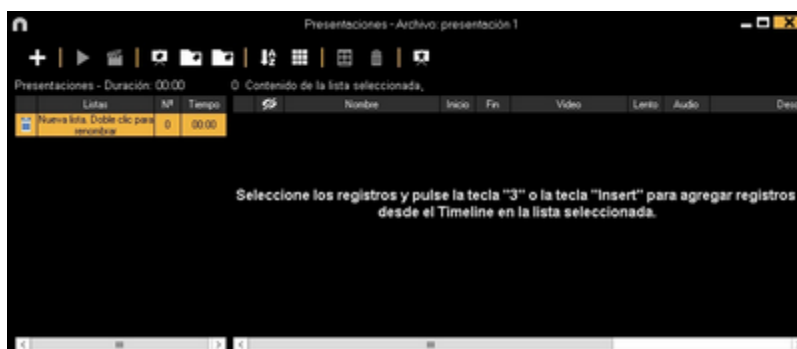 Presentaciones - Archivo: presentación 1
Presentaciones - Duración: 00:00
0 Contenido de la lista seleccionada,
Listas Nº Tiempo
Nombre Inicio Fin Video Lento Audio Desc
Nueva lista. Doble clic para
renombrar
0 00:00
Seleccione los registros y pulse la tecla "3" o la tecla "Insert" para agregar registros
desde el Timeline en la lista seleccionada.